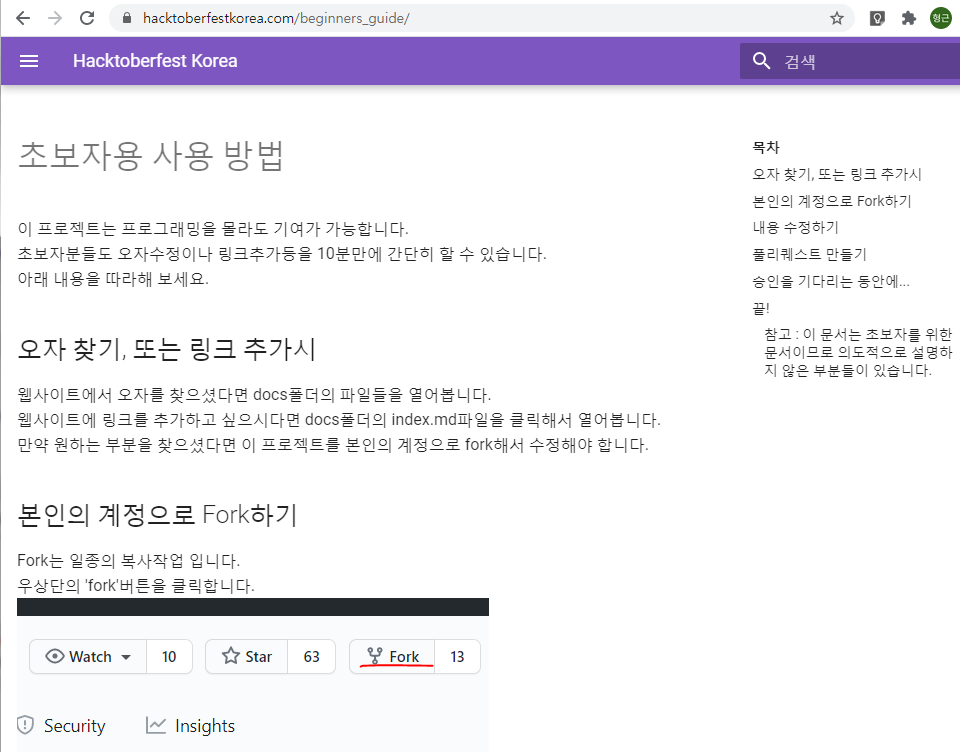 hacktoberfestkorea.com/beginners_guide/
형근
Hacktoberfest Korea
검색
초보자용 사용 방법
이 프로젝트는 프로그래밍을 몰라도 기여가 가능합니다.
초보자분들도 오자수정이나 링크추가등을 10분만에 간단히 할 수 있습니다.
아래 내용을 따라해 보세요.
오자 찾기, 또는 링크 추가시
웹사이트에서 오자를 찾으셨다면 docs폴더의 파일들을 열어봅니다.
웹사이트에 링크를 추가하고 싶으시다면 docs폴더의 index.md파일을 클릭해서 열어봅니다.
만약 원하는 부분을 찾으셨다면 이 프로젝트를 본인의 계정으로 fork해서 수정해야 합니다.
본인의 계정으로 Fork하기
Fork는 일종의 복사작업 입니다.
우상단의 'fork'버튼을 클릭합니다.
Watch 10 Star 63 Fork 13
Security Insights
목차
오자 찾기, 또는 링크 추가시
본인의 계정으로 Fork하기
내용 수정하기
풀리퀘스트 만들기
승인을 기다리는 동안에...
끝!
참고 : 이 문서는 초보자를 위한
문서이므로 의도적으로 설명하
지 않은 부분들이 있습니다.